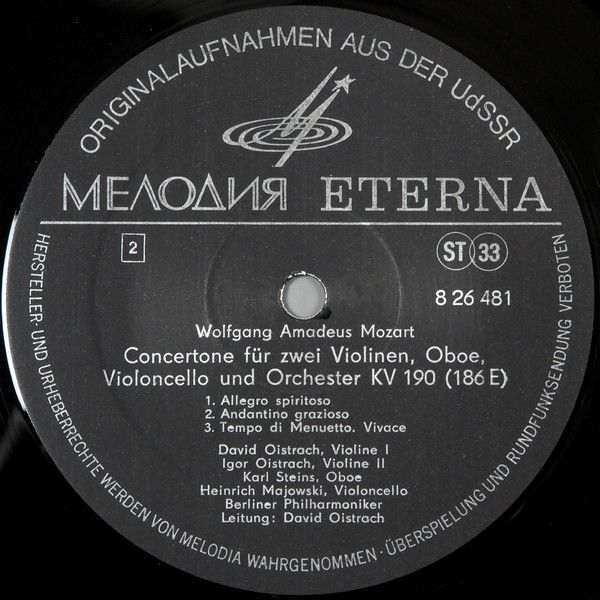 ORIGINALAUFNAHMEN AUS DER UdSSR
МЕЛОДИЯ ETERNA
2
ST 33
8 26 481
Wolfgang Amadeus Mozart
Concertone für zwei Violinen, Oboe,
Violoncello und Orchester KV 190 (186 E)
1. Allegro spiritoso
2. Andantino grazioso
3. Tempo di Menuetto. Vivace
David Oistrach, Violine I
Igor Oistrach, Violine II
Karl Steins, Oboe
Heinrich Majowski, Violoncello
Berliner Philharmoniker
Leitung: David Oistrach
HERSTELLER- UND URHEBERRECHTE WERDEN VON MELODIA WAHRGENOMMEN · ÜBERSPIELUNG UND RUNDFUNKSENDUNG VERBOTEN